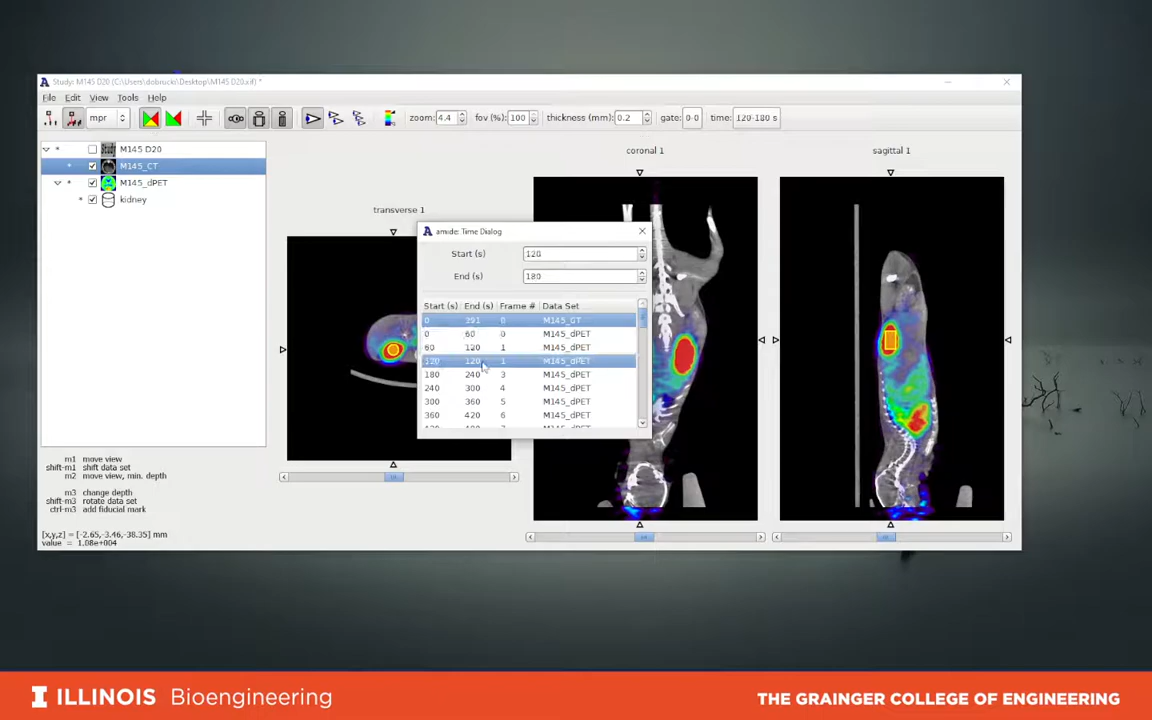 Study: M145 D20 (C:\Users\dobrucki\Desktop\M145 D20.xif) *
File Edit View Tools Help
mpr zoom: 4.4 fov (%): 100 thickness (mm): 0.2 gate: 0-0 time: 120-180 s
M145 D20
M145_CT
M145_dPET
kidney
transverse 1
coronal 1
sagittal 1
amide: Time Dialog
Start (s) 120
End (s) 180
Start (s) End (s) Frame # Data Set
0 291 0 M145_CT
0 60 0 M145_dPET
60 120 1 M145_dPET
120 120 1 M145_dPET
180 240 3 M145_dPET
240 300 4 M145_dPET
300 360 5 M145_dPET
360 420 6 M145_dPET
m1 move view
shift-m1 shift data set
m2 move view, min. depth
m3 change depth
shift-m3 rotate data set
ctrl-m3 add fiducial mark
[x,y,z] = [-2.65,-3.46,-38.35] mm
value = 1.08e+004
ILLINOIS Bioengineering
THE GRAINGER COLLEGE OF ENGINEERING